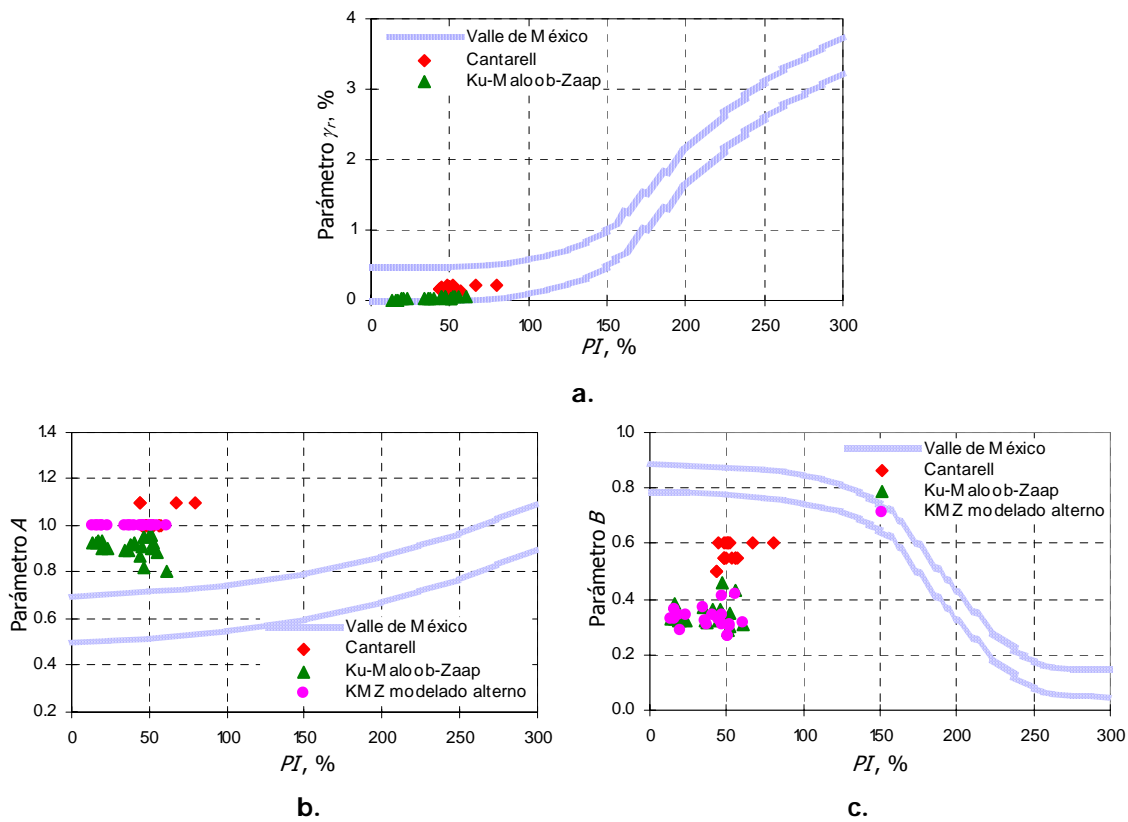 4
3
2
1
0
Parámetro γr, %
Valle de México
Cantarell
Ku-Maloob-Zaap
0 50 100 150 200 250 300
PI, %
a.
1.4
1.2
1.0
0.8
0.6
0.4
0.2
Parámetro A
Valle de México
Cantarell
Ku-Maloob-Zaap
KMZ modelado alterno
0 50 100 150 200 250 300
PI, %
b.
1.0
0.8
0.6
0.4
0.2
0.0
Parámetro B
Valle de México
Cantarell
Ku-Maloob-Zaap
KMZ modelado alterno
0 50 100 150 200 250 300
PI, %
c.